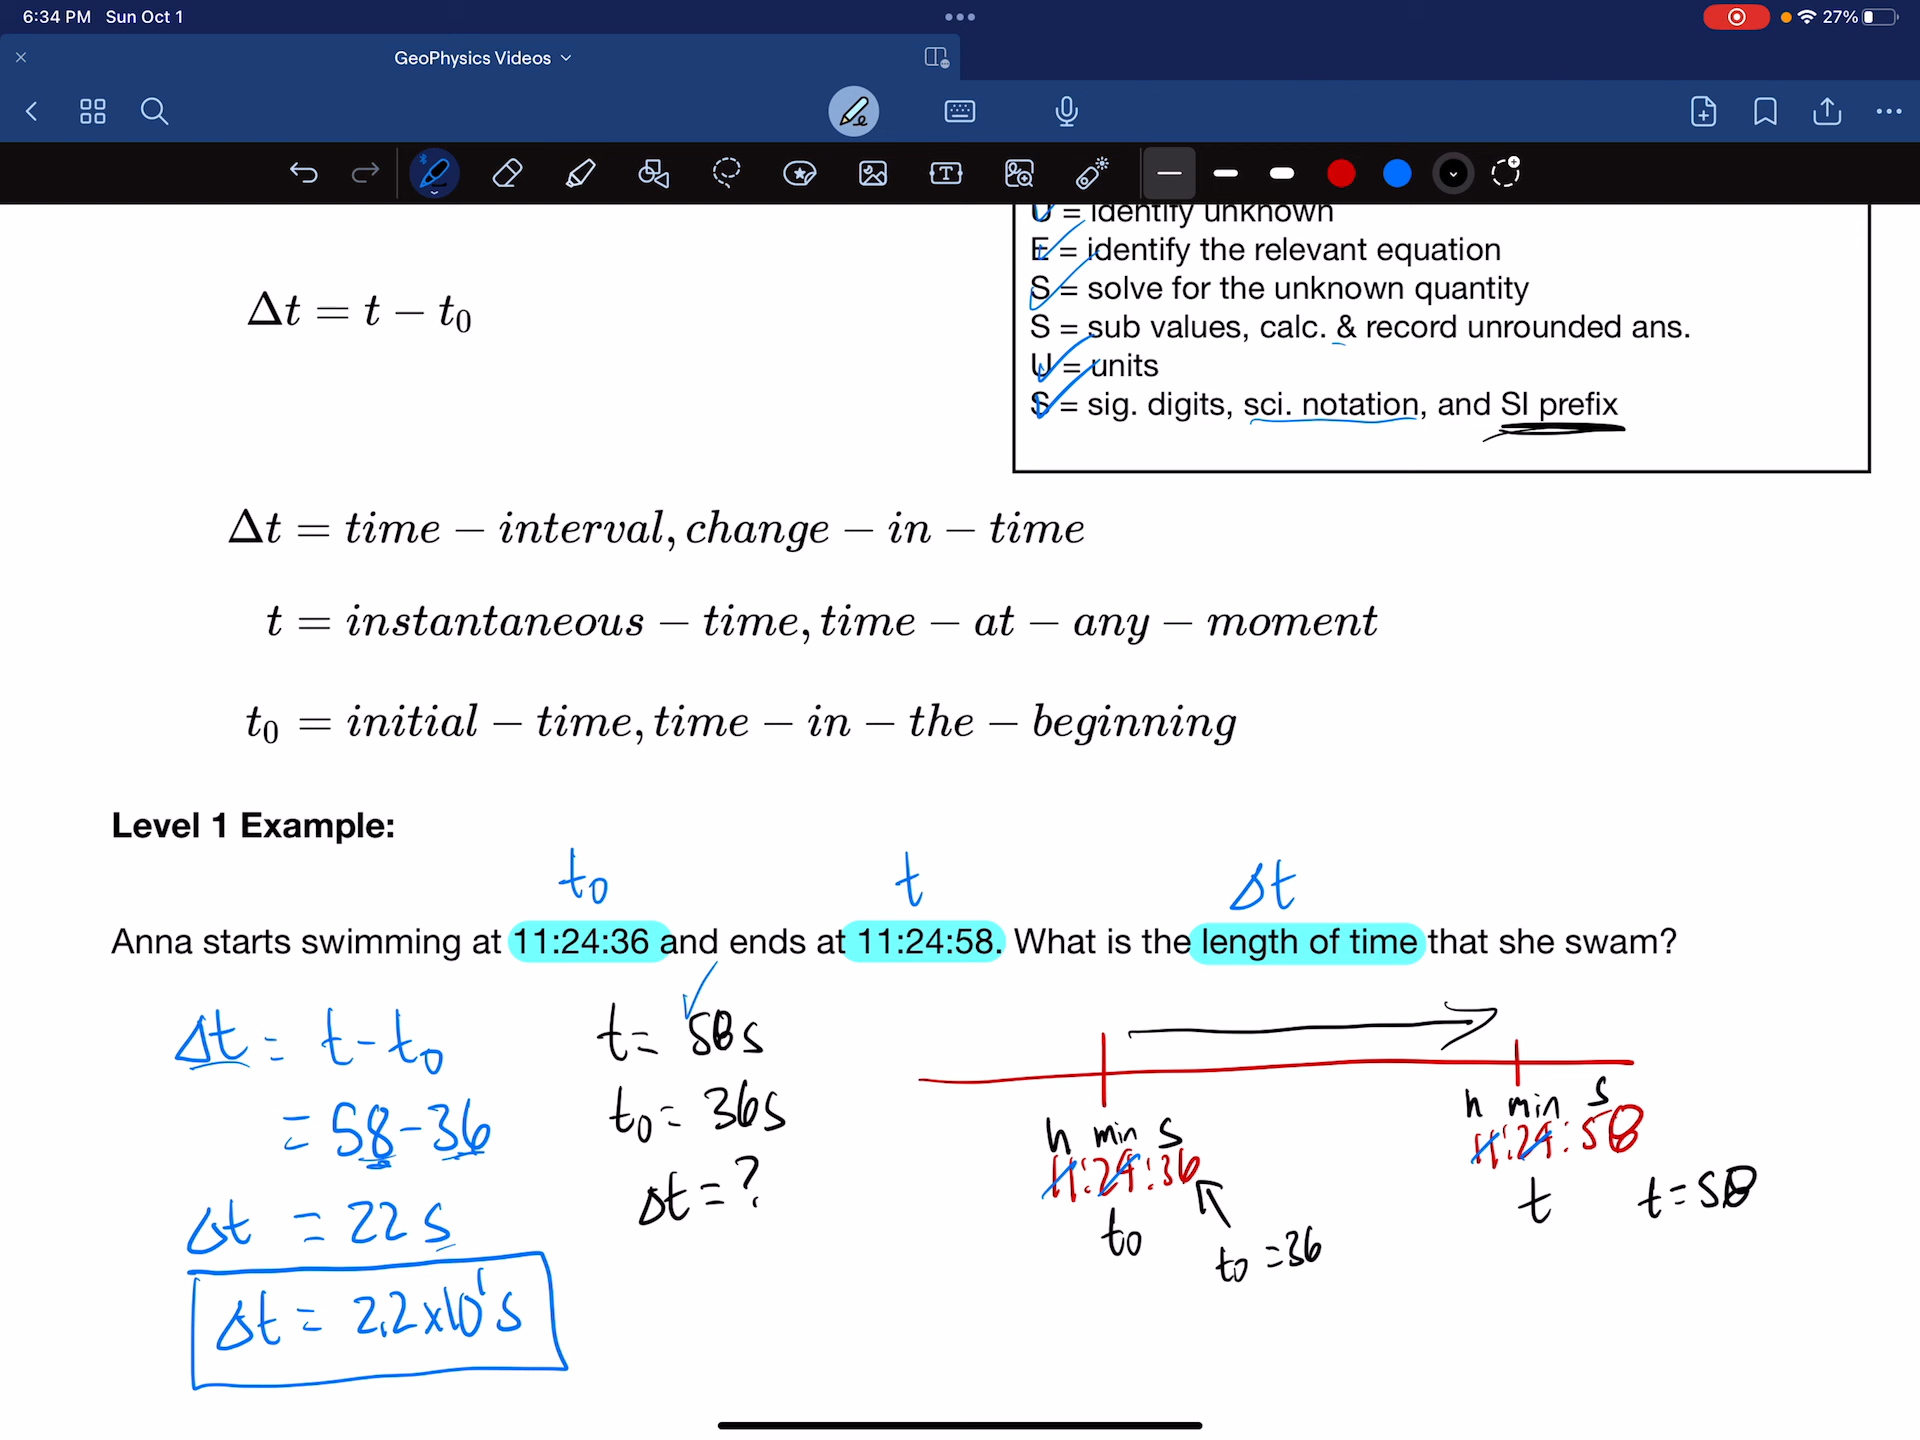 6:34 PM Sun Oct 1
27%
GeoPhysics Videos
U = identify unknown
E = identify the relevant equation
S = solve for the unknown quantity
S = sub values, calc. & record unrounded ans.
U = units
S = sig. digits, sci. notation, and SI prefix
Δt = t − t₀
Δt = time − interval, change − in − time
t = instantaneous − time, time − at − any − moment
t₀ = initial − time, time − in − the − beginning
Level 1 Example:
t₀ t Δt
Anna starts swimming at 11:24:36 and ends at 11:24:58. What is the length of time that she swam?
Δt = t - t₀
= 58 - 36
Δt = 22 s
Δt = 2.2x10¹ s
t = 58 s
t₀ = 36 s
Δt = ?
h min s
11:24:36
t₀
t₀ = 36
h min s
11:24:58
t
t = 58